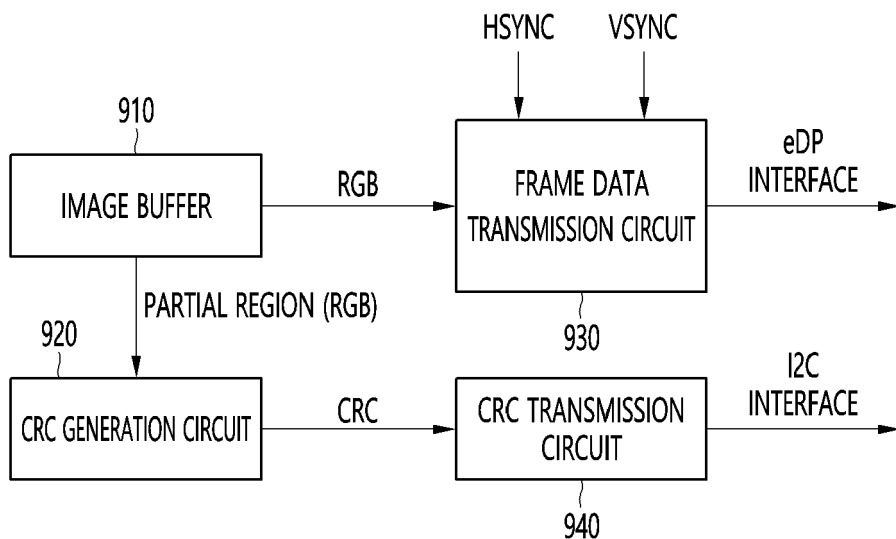 HSYNC VSYNC
910
IMAGE BUFFER
RGB
FRAME DATA
TRANSMISSION CIRCUIT
eDP
INTERFACE
930
PARTIAL REGION (RGB)
920
CRC GENERATION CIRCUIT
CRC
CRC TRANSMISSION
CIRCUIT
I2C
INTERFACE
940